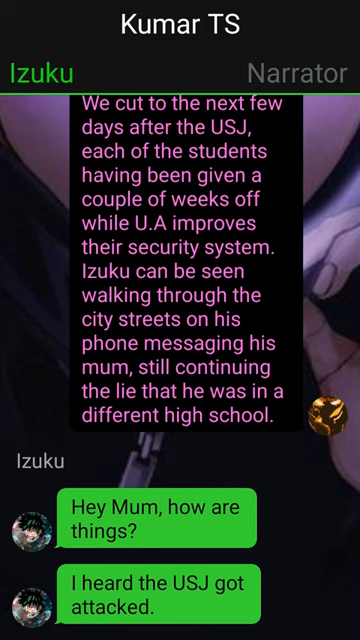 Kumar TS
Izuku
Narrator
We cut to the next few
days after the USJ,
each of the students
having been given a
couple of weeks off
while U.A improves
their security system.
Izuku can be seen
walking through the
city streets on his
phone messaging his
mum, still continuing
the lie that he was in a
different high school.
Izuku
Hey Mum, how are
things?
I heard the USJ got
attacked.